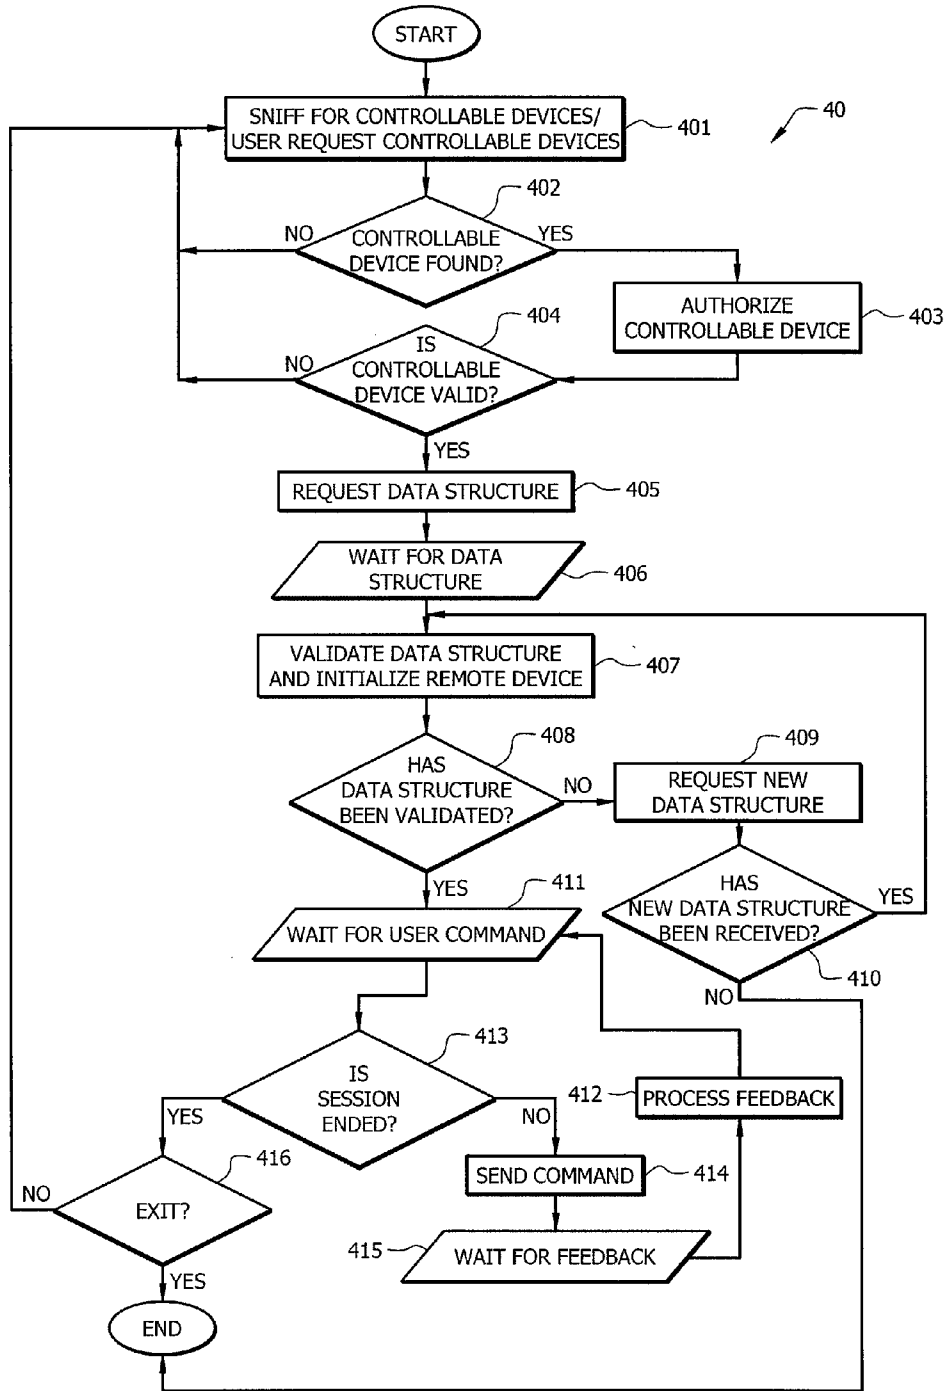 START
SNIFF FOR CONTROLLABLE DEVICES/
USER REQUEST CONTROLLABLE DEVICES
401
40
402
NO
CONTROLLABLE
DEVICE FOUND?
YES
AUTHORIZE
CONTROLLABLE DEVICE
403
404
NO
IS
CONTROLLABLE
DEVICE VALID?
YES
REQUEST DATA STRUCTURE
405
WAIT FOR DATA
STRUCTURE
406
VALIDATE DATA STRUCTURE
AND INITIALIZE REMOTE DEVICE
407
408
HAS
DATA STRUCTURE
BEEN VALIDATED?
NO
409
REQUEST NEW
DATA STRUCTURE
YES
HAS
NEW DATA STRUCTURE
BEEN RECEIVED?
YES
410
NO
411
WAIT FOR USER COMMAND
413
IS
SESSION
ENDED?
YES
NO
412
PROCESS FEEDBACK
416
NO
EXIT?
SEND COMMAND
414
415
WAIT FOR FEEDBACK
YES
END